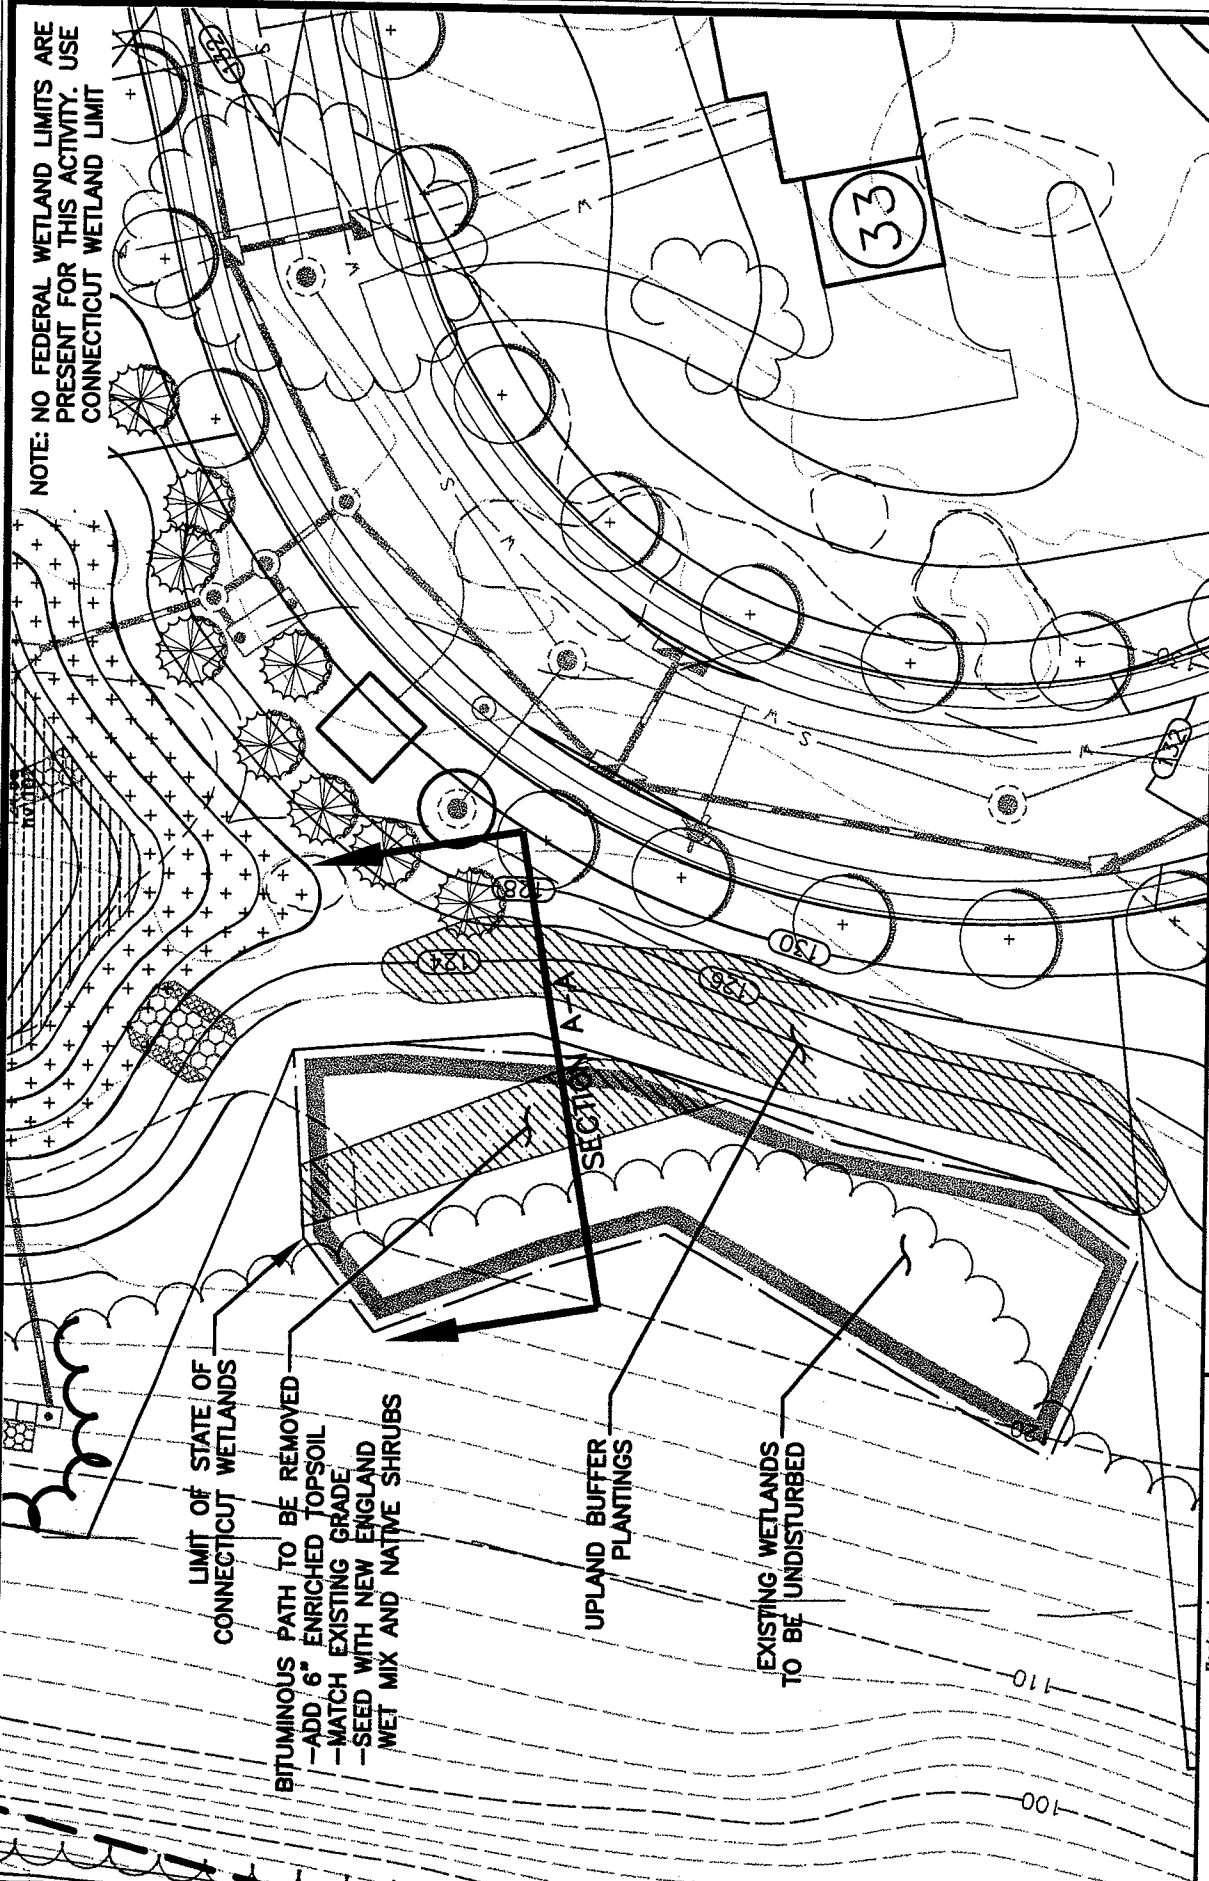 NOTE: NO FEDERAL WETLAND LIMITS ARE
PRESENT FOR THIS ACTIVITY. USE
CONNECTICUT WETLAND LIMIT
132
S
W
33
W
S
W
W
S
W
132
128
124
130
126
SECTION A-A
LIMIT OF STATE OF
CONNECTICUT WETLANDS
BITUMINOUS PATH TO BE REMOVED
-ADD 6" ENRICHED TOPSOIL
-MATCH EXISTING GRADE
-SEED WITH NEW ENGLAND
WET MIX AND NATIVE SHRUBS
UPLAND BUFFER
PLANTINGS
EXISTING WETLANDS
TO BE UNDISTURBED
120
110
100